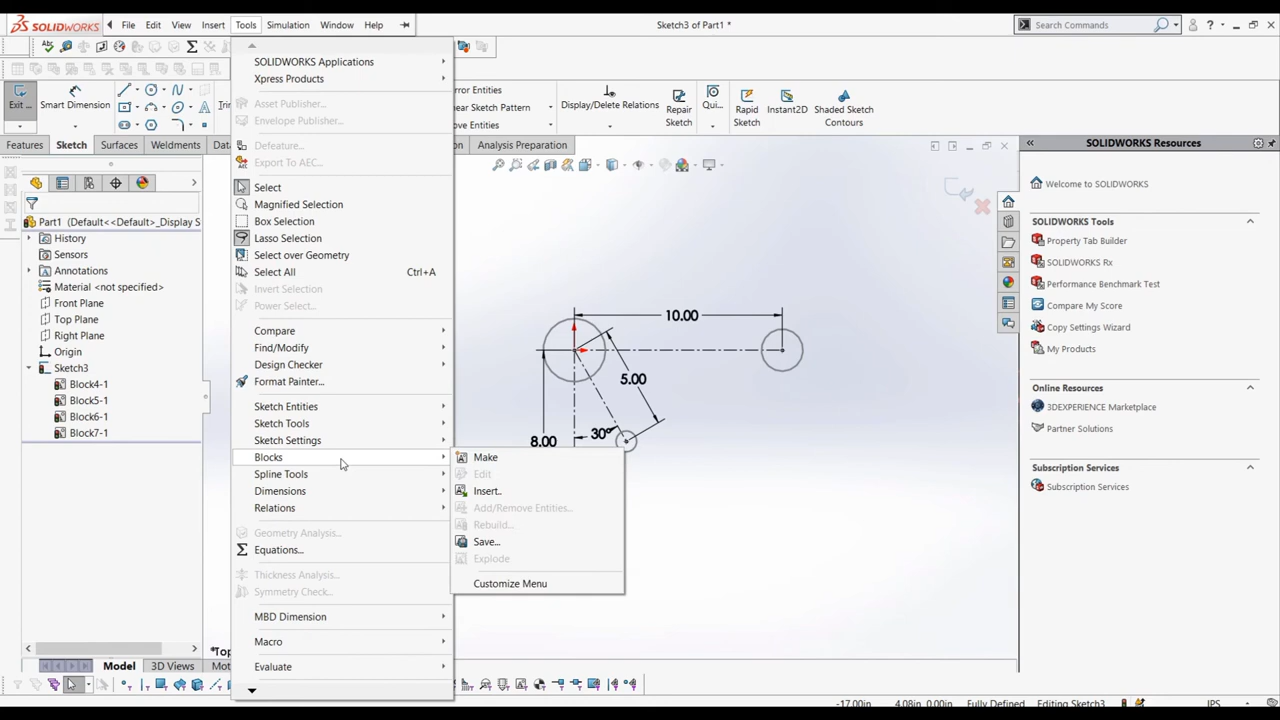 SOLIDWORKS File Edit View Insert Tools Simulation Window Help Sketch3 of Part1 * Search Commands
Exit ... Smart Dimension
Display/Delete Relations Repair Sketch Qui... Rapid Sketch Instant2D Shaded Sketch Contours
Features Sketch Surfaces Weldments Analysis Preparation
SOLIDWORKS Applications
Xpress Products
Asset Publisher...
Envelope Publisher...
Defeature...
Export To AEC...
Select
Magnified Selection
Box Selection
Lasso Selection
Select over Geometry
Select All Ctrl+A
Invert Selection
Power Select...
Compare
Find/Modify
Design Checker
Format Painter...
Sketch Entities
Sketch Tools
Sketch Settings
Blocks
Spline Tools
Dimensions
Relations
Geometry Analysis...
Equations...
Thickness Analysis...
Symmetry Check...
MBD Dimension
Macro
Evaluate
Make
Edit
Insert..
Add/Remove Entities...
Rebuild...
Save...
Explode
Customize Menu
Part1 (Default<<Default>_Display S
History
Sensors
Annotations
Material <not specified>
Front Plane
Top Plane
Right Plane
Origin
Sketch3
Block4-1
Block5-1
Block6-1
Block7-1
10.00
5.00
8.00
30°
SOLIDWORKS Resources
Welcome to SOLIDWORKS
SOLIDWORKS Tools
Property Tab Builder
SOLIDWORKS Rx
Performance Benchmark Test
Compare My Score
Copy Settings Wizard
My Products
Online Resources
3DEXPERIENCE Marketplace
Partner Solutions
Subscription Services
Subscription Services
*Top
Model 3D Views Mot
-17.00in 4.08in 0.00in Fully Defined Editing Sketch3 IPS